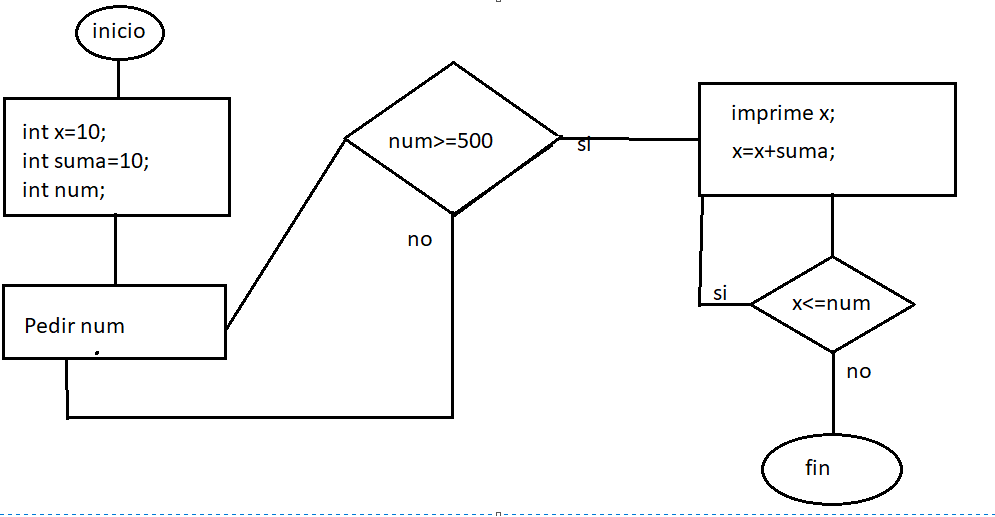 inicio
int x=10;
int suma=10;
int num;
Pedir num
num>=500
si
no
imprime x;
x=x+suma;
x<=num
si
no
fin